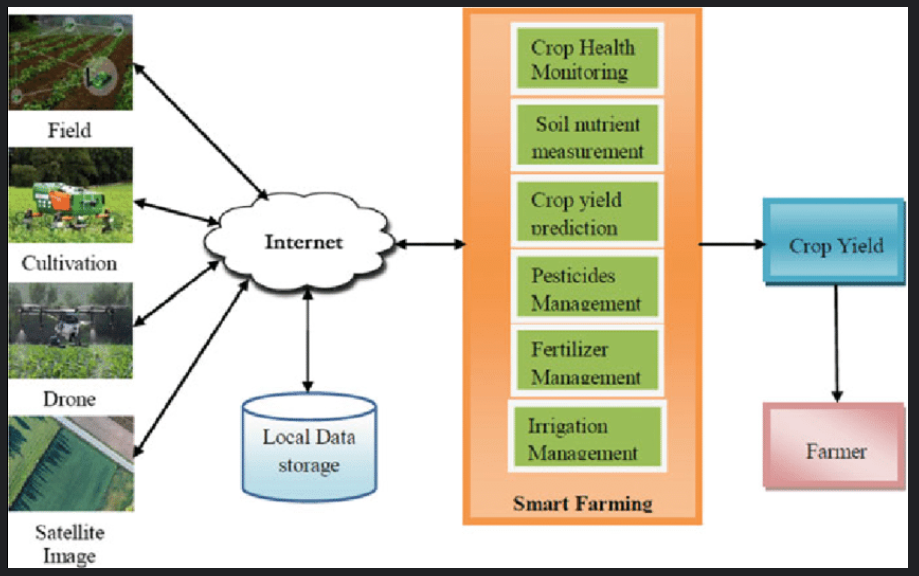 Field
Cultivation
Drone
Satellite
Image
Internet
Local Data
storage
Crop Health
Monitoring
Soil nutrient
measurement
Crop yield
prediction
Pesticides
Management
Fertilizer
Management
Irrigation
Management
Smart Farming
Crop Yield
Farmer